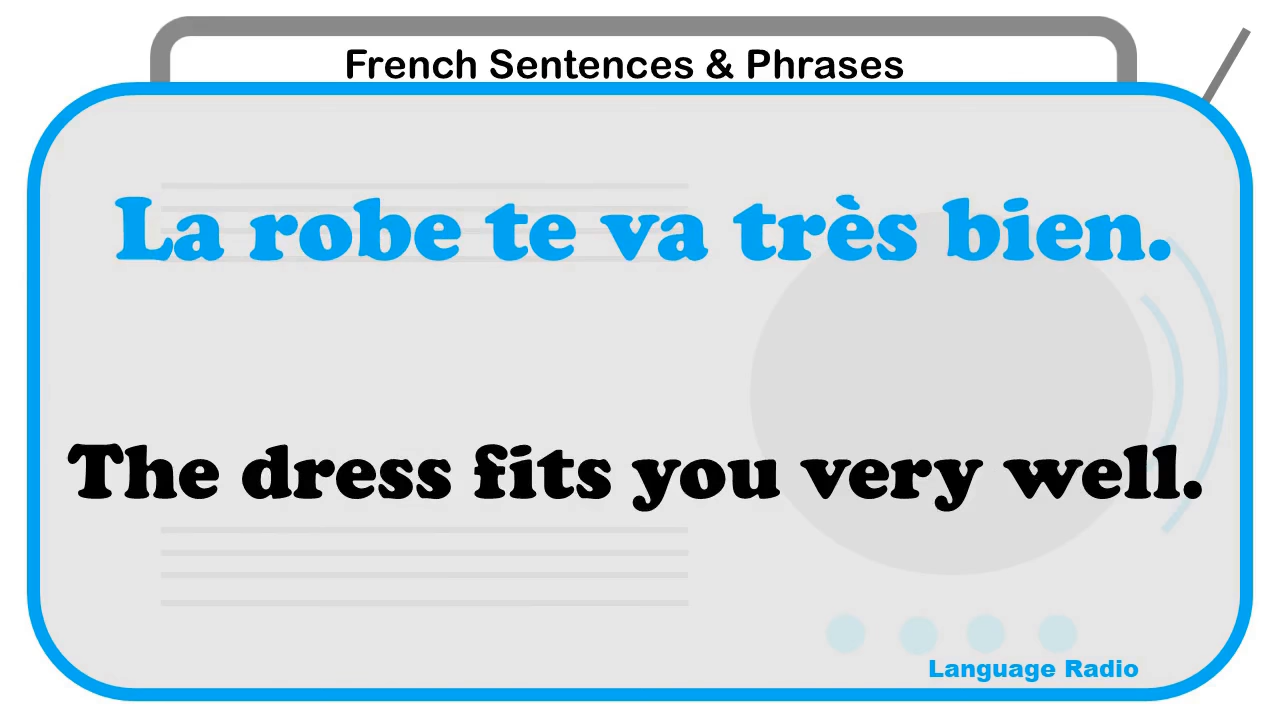 French Sentences & Phrases
La robe te va très bien.
The dress fits you very well.
Language Radio